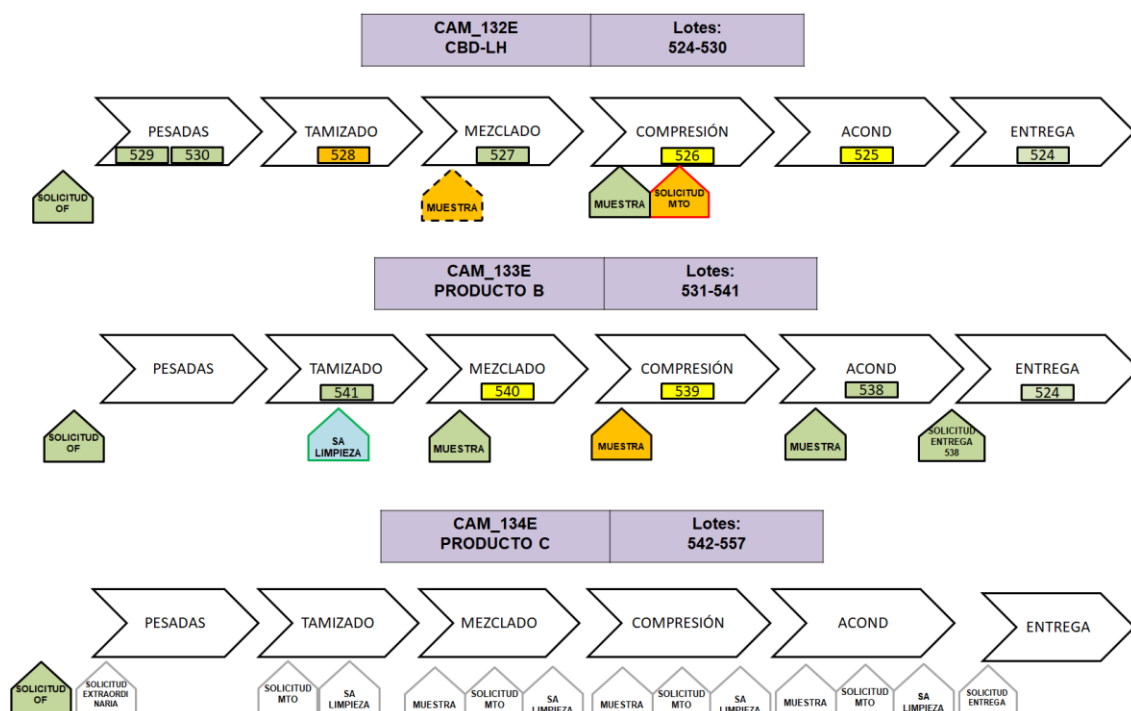 CAM_132E
CBD-LH
Lotes:
524-530
PESADAS
TAMIZADO
MEZCLADO
COMPRESIÓN
ACOND
ENTREGA
529
530
528
527
526
525
524
SOLICITUD
OF
MUESTRA
MUESTRA
SOLICITUD
MTO
CAM_133E
PRODUCTO B
Lotes:
531-541
PESADAS
TAMIZADO
MEZCLADO
COMPRESIÓN
ACOND
ENTREGA
541
540
539
538
524
SOLICITUD
OF
SA
LIMPIEZA
MUESTRA
MUESTRA
MUESTRA
SOLICITUD
ENTREGA
538
CAM_134E
PRODUCTO C
Lotes:
542-557
PESADAS
TAMIZADO
MEZCLADO
COMPRESIÓN
ACOND
ENTREGA
SOLICITUD
OF
SOLICITUD
EXTRAORDI
NARIA
SOLICITUD
MTO
SA
LIMPIEZA
MUESTRA
SOLICITUD
MTO
SA
LIMPIEZA
MUESTRA
SOLICITUD
MTO
SA
LIMPIEZA
MUESTRA
SOLICITUD
MTO
SA
LIMPIEZA
SOLICITUD
ENTREGA